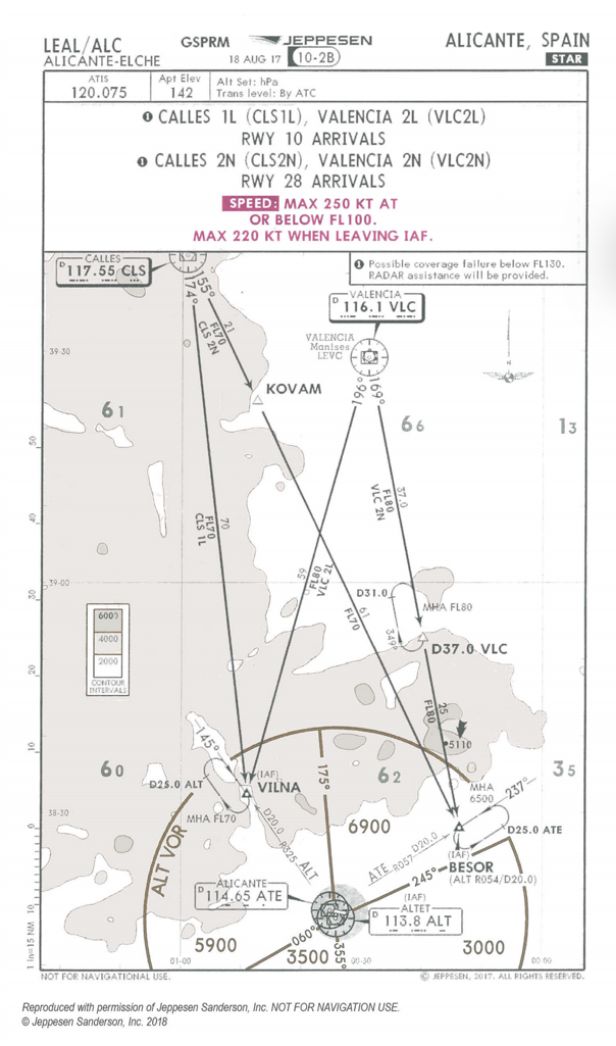 LEAL/ALC
ALICANTE-ELCHE
GSPRM
JEPPESEN
18 AUG 17
10-2B
ALICANTE, SPAIN
STAR
ATIS
120.075
Apt Elev
142
Alt Set: hPa
Trans level: By ATC
1 CALLES 1L (CLS1L), VALENCIA 2L (VLC2L)
RWY 10 ARRIVALS
1 CALLES 2N (CLS2N), VALENCIA 2N (VLC2N)
RWY 28 ARRIVALS
SPEED: MAX 250 KT AT
OR BELOW FL100.
MAX 220 KT WHEN LEAVING IAF.
1 Possible coverage failure below FL130.
RADAR assistance will be provided.
CALLES
D 117.55 CLS
174°
155°
21
FL70
CLS 2N
VALENCIA
D 116.1 VLC
VALENCIA
Manises
LEVC
196°
169°
39-30
KOVAM
61
66
13
50
40
30
20
10
0
10
37.0
FL80
VLC 2N
70
FL70
CLS 1L
59
FL80
VLC 2L
61
FL70
39-00
D31.0
MHA FL80
349°
D37.0 VLC
6000
4000
2000
CONTOUR
INTERVALS
25
FL80
5110
145°
175°
60
62
35
(IAF)
VILNA
D25.0 ALT
MHA FL70
MHA
6500
237°
38-30
D20.0
R325 ALT
6900
D25.0 ATE
ATE R057 D20.0
(IAF)
BESOR
(ALT R054/D20.0)
245°
ALT VOR
ALICANTE
D 114.65 ATE
(IAF)
ALTET
D 113.8 ALT
060°
355°
5900
3500
3000
01-00
00-30
00-00
1 in=15 NM
NOT FOR NAVIGATIONAL USE.
© JEPPESEN, 2017. ALL RIGHTS RESERVED.
Reproduced with permission of Jeppesen Sanderson, Inc. NOT FOR NAVIGATION USE.
© Jeppesen Sanderson, Inc. 2018